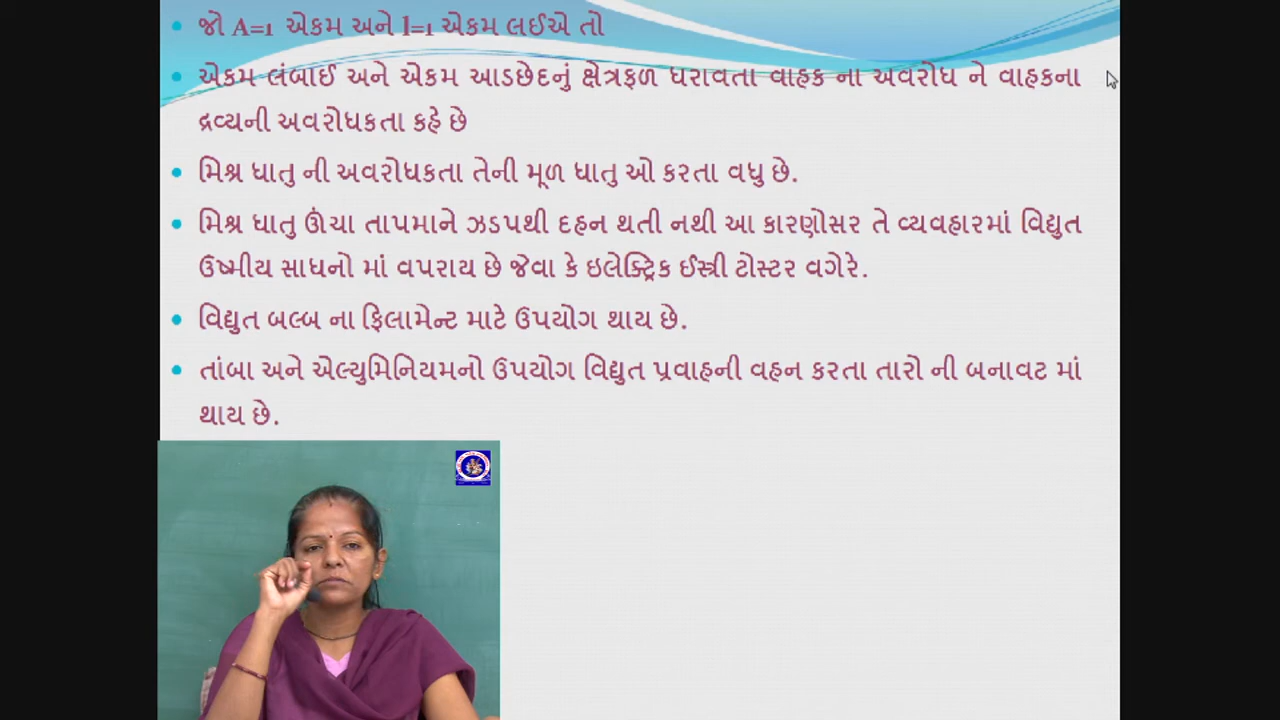 જો A=1 એકમ અને l=1 એકમ લઈએ તો
એકમ લંબાઈ અને એકમ આડછેદનું ક્ષેત્રફળ ધરાવતા વાહક ના અવરોધ ને વાહકના
દ્રવ્યની અવરોધકતા કહે છે
મિશ્ર ધાતુ ની અવરોધકતા તેની મૂળ ધાતુ ઓ કરતા વધુ છે.
મિશ્ર ધાતુ ઊંચા તાપમાને ઝડપથી દહન થતી નથી આ કારણોસર તે વ્યવહારમાં વિદ્યુત
ઉષ્મીય સાધનો માં વપરાય છે જેવા કે ઇલેક્ટ્રિક ઈસ્ત્રી ટોસ્ટર વગેરે.
વિદ્યુત બલ્બ ના ફિલામેન્ટ માટે ઉપયોગ થાય છે.
તાંબા અને એલ્યુમિનિયમનો ઉપયોગ વિદ્યુત પ્રવાહની વહન કરતા તારો ની બનાવટ માં
થાય છે.